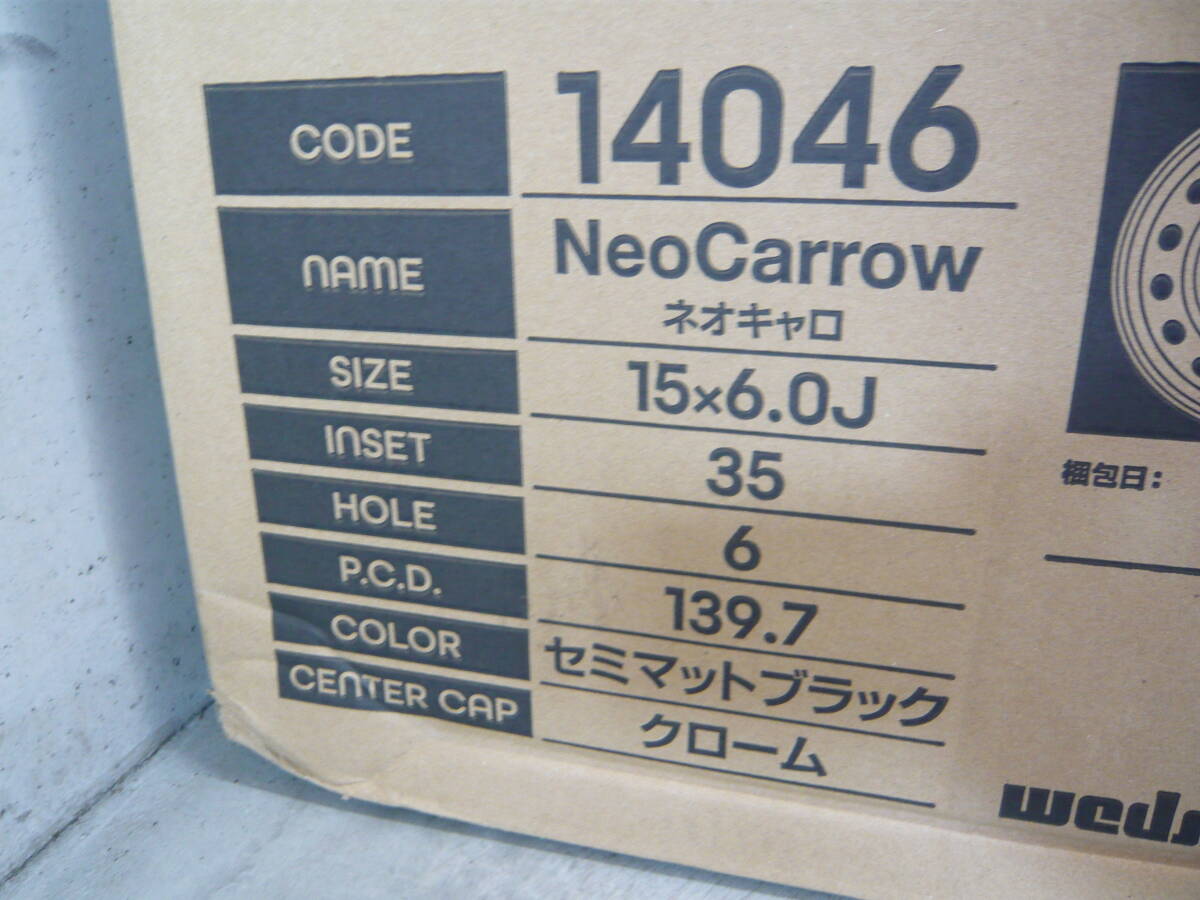 CODE 14046
NAME NeoCarrow
ネオキャロ
SIZE 15×6.0J
INSET 35
HOLE 6
P.C.D. 139.7
COLOR セミマットブラック
CENTER CAP クローム
梱包日:
weds